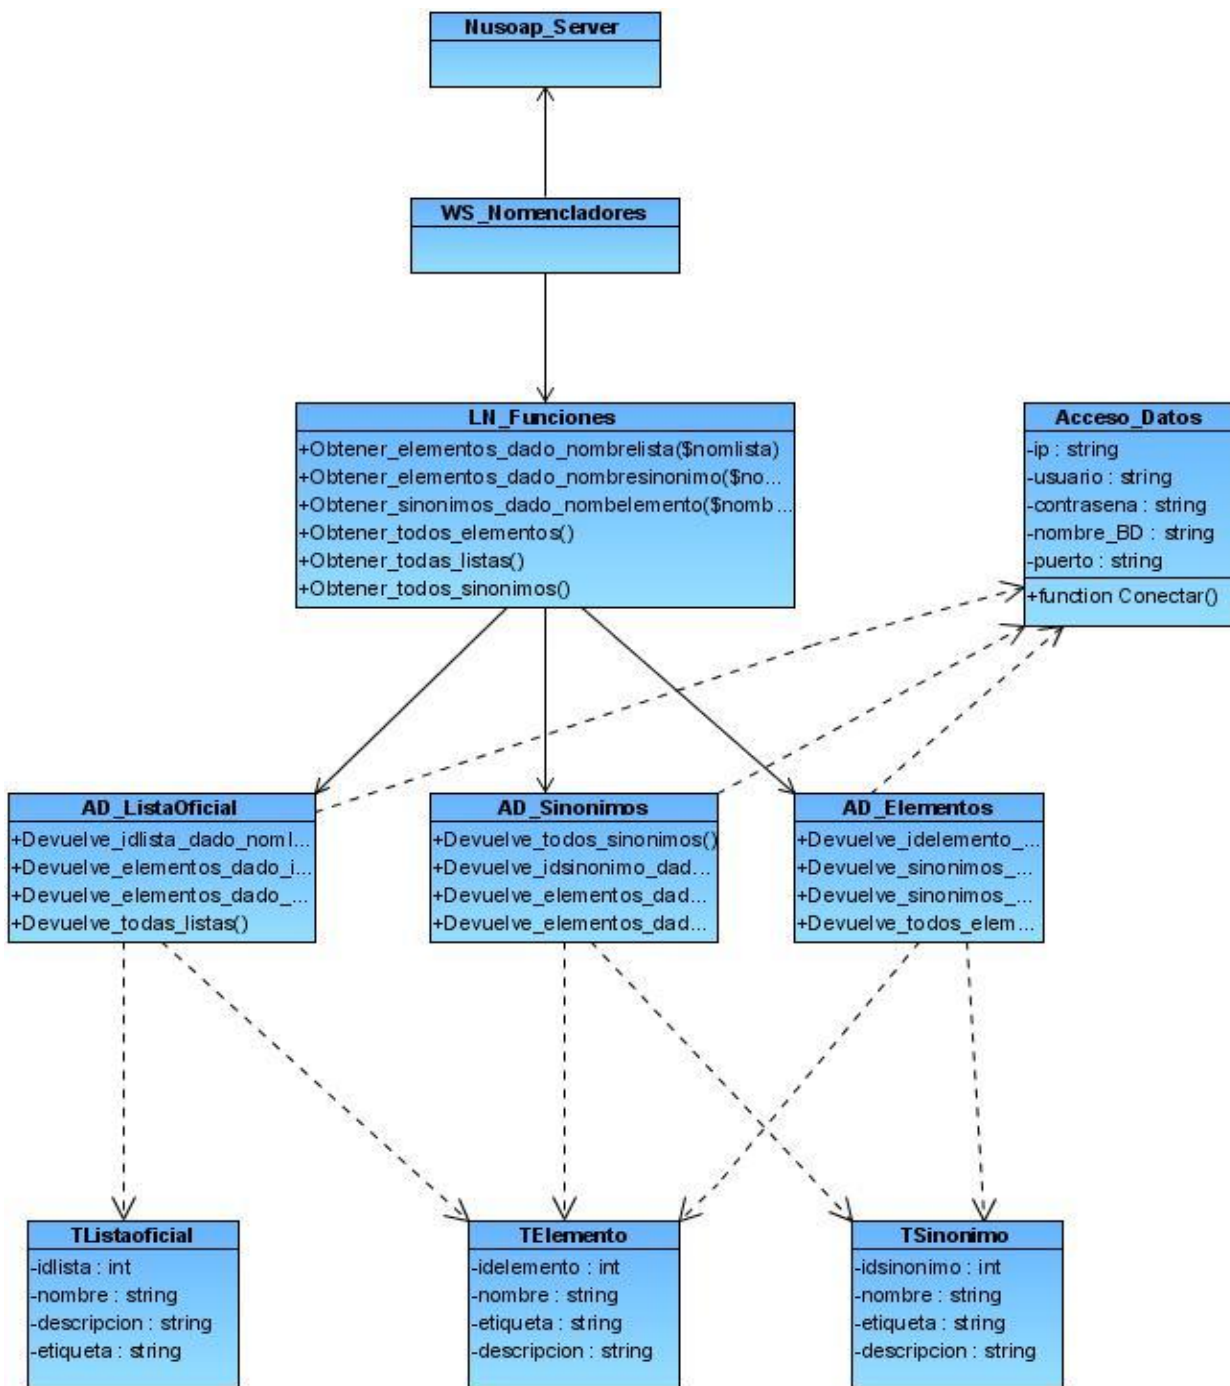 Nusoap_Server
WS_Nomencladores
LN_Funciones
+Obtener_elementos_dado_nombrelista($nomlista)
+Obtener_elementos_dado_nombresinonimo($no...
+Obtener_sinonimos_dado_nombelemento($nomb...
+Obtener_todos_elementos()
+Obtener_todas_listas()
+Obtener_todos_sinonimos()
Acceso_Datos
-ip : string
-usuario : string
-contrasena : string
-nombre_BD : string
-puerto : string
+function Conectar()
AD_ListaOficial
+Devuelve_idlista_dado_noml...
+Devuelve_elementos_dado_i...
+Devuelve_elementos_dado_...
+Devuelve_todas_listas()
AD_Sinonimos
+Devuelve_todos_sinonimos()
+Devuelve_idsinonimo_dad...
+Devuelve_elementos_dad...
+Devuelve_elementos_dad...
AD_Elementos
+Devuelve_idelemento_...
+Devuelve_sinonimos_...
+Devuelve_sinonimos_...
+Devuelve_todos_elem...
TListaoficial
-idlista : int
-nombre : string
-descripcion : string
-etiqueta : string
TElemento
-idelemento : int
-nombre : string
-etiqueta : string
-descripcion : string
TSinonimo
-idsinonimo : int
-nombre : string
-etiqueta : string
-descripcion : string